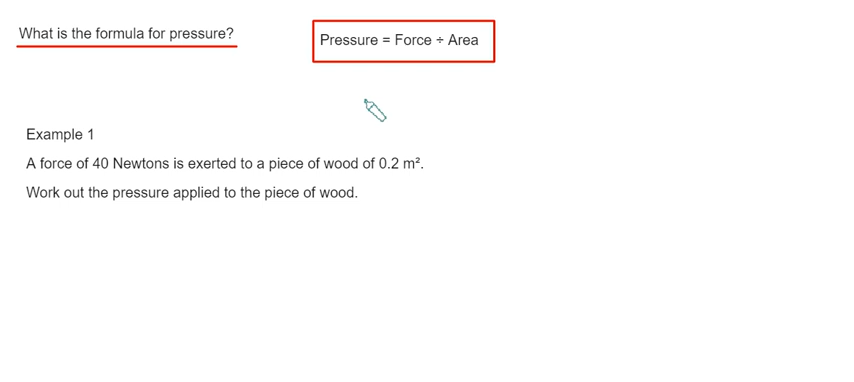 What is the formula for pressure?
Pressure = Force ÷ Area
Example 1
A force of 40 Newtons is exerted to a piece of wood of 0.2 m².
Work out the pressure applied to the piece of wood.